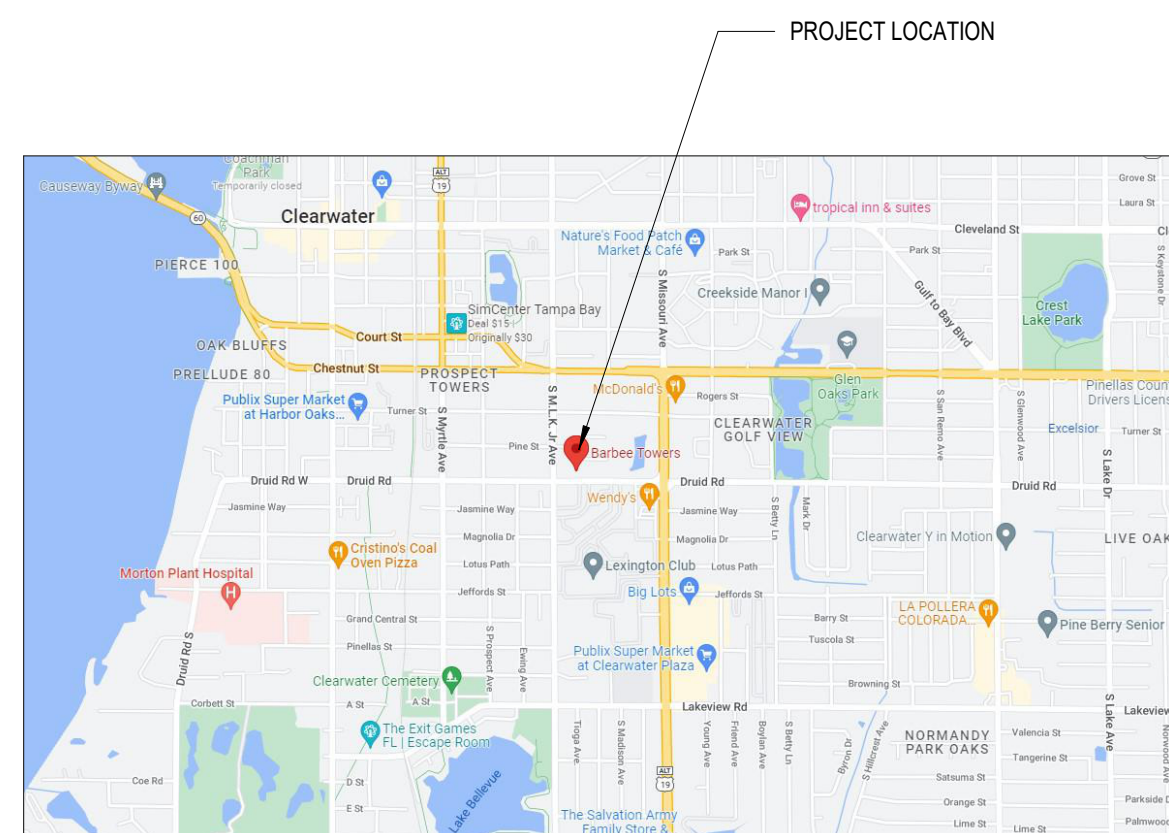 PROJECT LOCATION
Coachman
Park
Temporarily closed
Causeway Byway
60
ALT
19
Clearwater
tropical inn & suites
Grove St
Laura St
Cleveland St
Nature's Food Patch
Market & Café
Park St
Park St
PIERCE 100
S Missouri Ave
Creekside Manor I
Gulf to Bay Blvd
S Keystone Dr
SimCenter Tampa Bay
Deal $15
Originally $30
Crest
Lake Park
Court St
OAK BLUFFS
Chestnut St
PRELLUDE 80
PROSPECT
TOWERS
Glen
Oaks Park
McDonald's
Rogers St
Publix Super Market
at Harbor Oaks...
Turner St
S Myrtle Ave
S M.L.K. Jr Ave
Pine St
Barbee Towers
CLEARWATER
GOLF VIEW
S San Remo Ave
S Glenwood Ave
Excelsior
Turner St
S Lake Dr
Druid Rd W
Druid Rd
Druid Rd
Druid Rd
Wendy's
Jasmine Way
Jasmine Way
Jasmine Way
S Betty Ln
Mark Dr
Magnolia Dr
Magnolia Dr
Clearwater Y in Motion
LIVE OAK
Cristino's Coal
Oven Pizza
Lotus Path
Lexington Club
Lotus Path
Morton Plant Hospital
H
Jeffords St
Big Lots
Jeffords St
LA POLLERA
COLORADA...
Grand Central St
Barry St
Pine Berry Senior
Tuscola St
Pinellas St
S Prospect Ave
Ewing Ave
Publix Super Market
at Clearwater Plaza
Druid Rd S
Clearwater Cemetery
Browning St
Corbett St
A St
A St
Lakeview Rd
S Lake Ave
The Exit Games
FL | Escape Room
Tioga Ave
S Madison Ave
Young Ave
Friend Ave
Boylan Ave
S Betty Ln
Byron Dr
S Hillcrest Ave
NORMANDY
PARK OAKS
Valencia St
Norwood Ave
Tangerine St
Coe Rd
D St
Lake Bellevue
ALT
19
Satsuma St
E St
Orange St
The Salvation Army
Family Store &
Lime St
Lime St